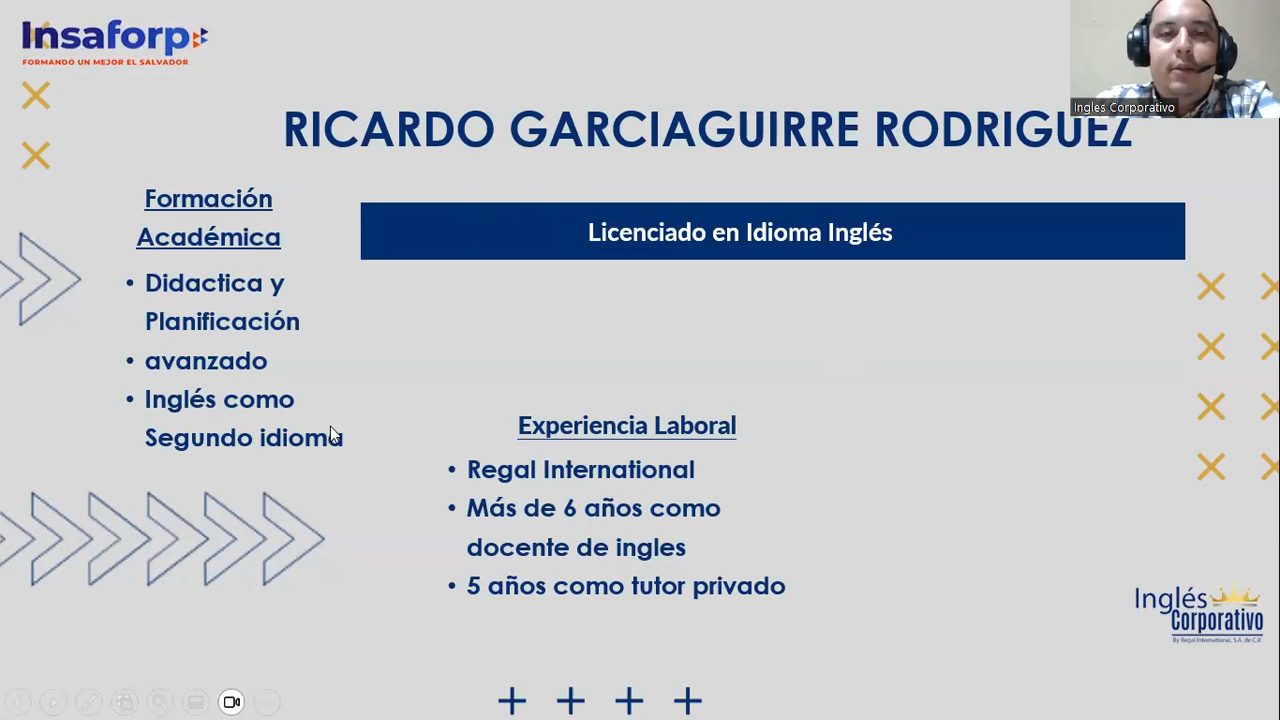 Insaforp
FORMANDO UN MEJOR EL SALVADOR
Ingles Corporativo
RICARDO GARCIAGUIRRE RODRIGUEZ
Formación
Académica
• Didactica y
Planificación
• avanzado
• Inglés como
Segundo idioma
Licenciado en Idioma Inglés
Experiencia Laboral
• Regal International
• Más de 6 años como
docente de ingles
• 5 años como tutor privado
Inglés
Corporativo
By Regal International, S.A. de C.V.